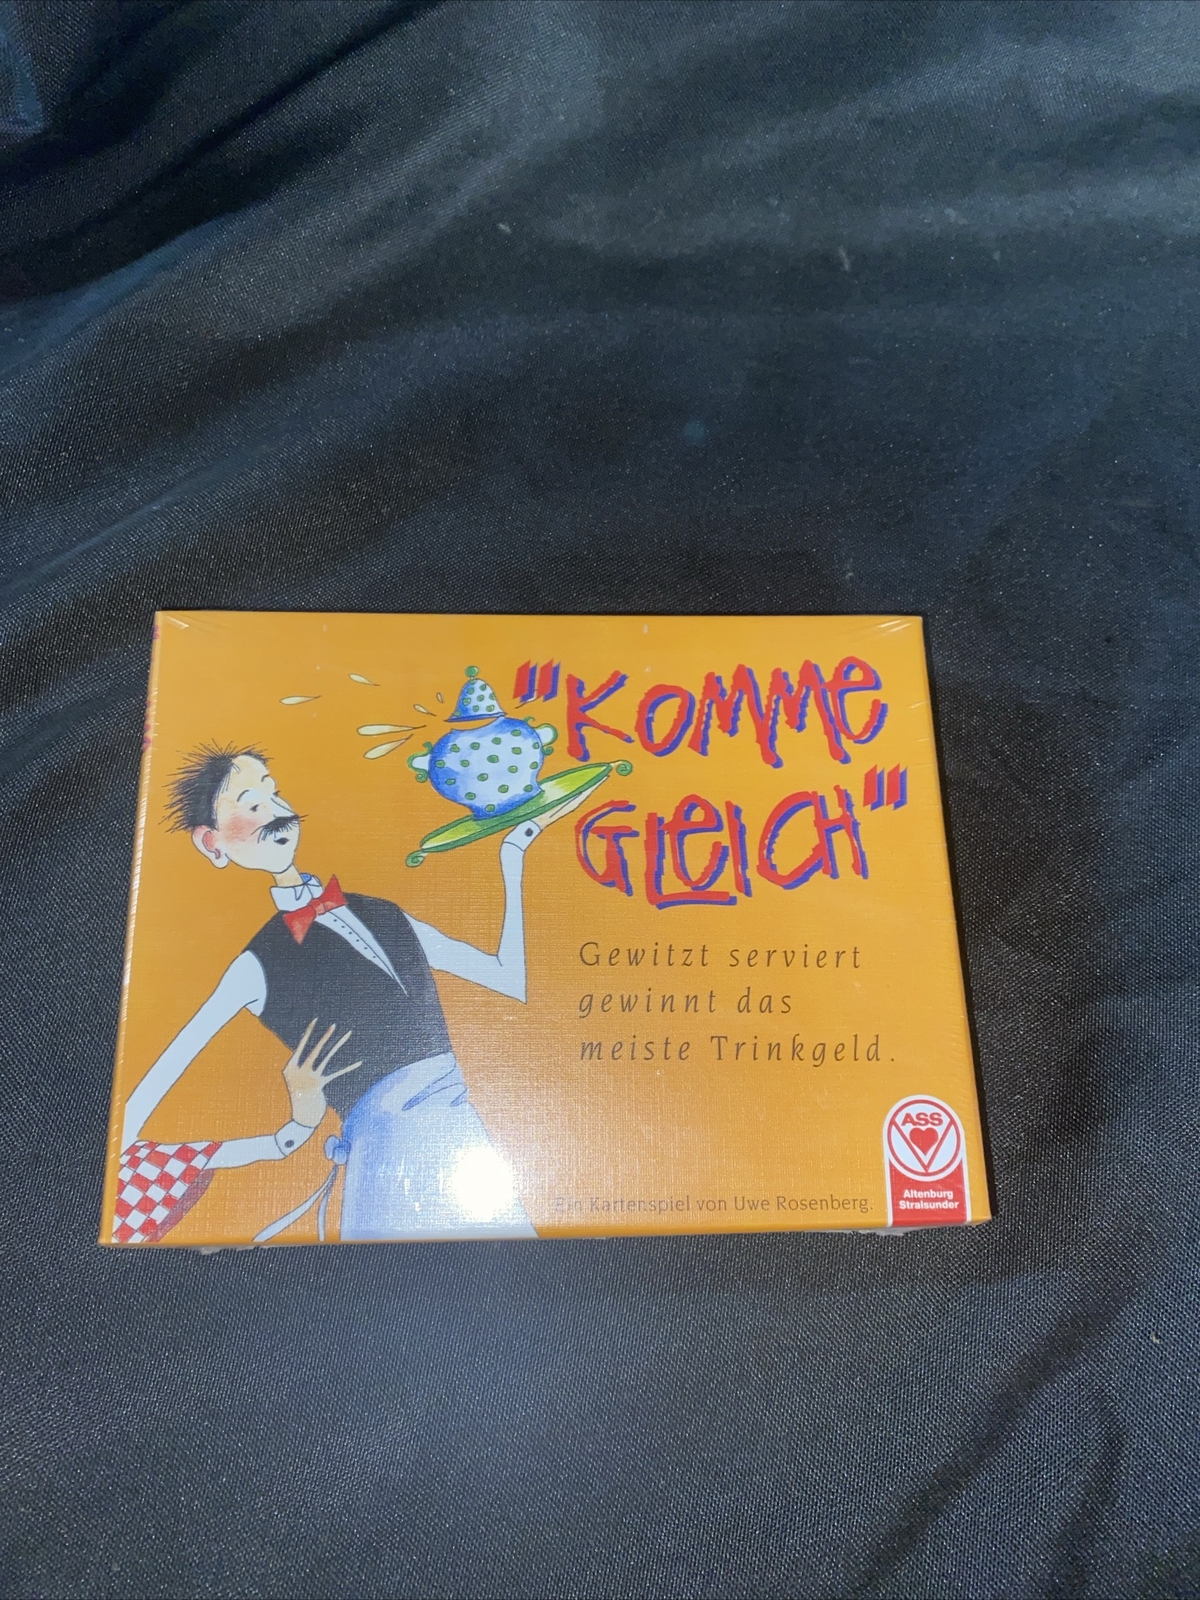 "KOMME
GLEICH"
Gewitzt serviert
gewinnt das
meiste Trinkgeld.
Ein Kartenspiel von Uwe Rosenberg.
ASS
Altenburg
Stralsunder